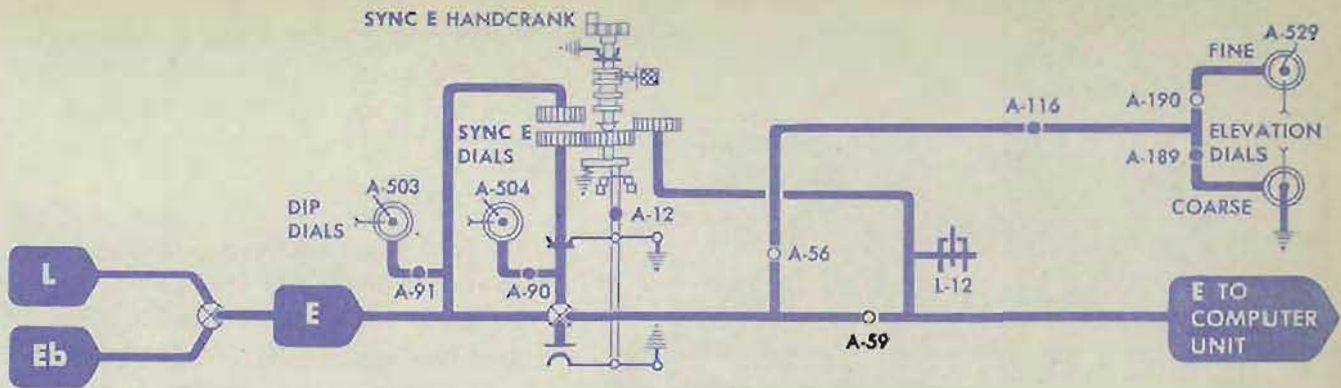 SYNC E HANDCRANK
A-529
FINE
A-116
A-190
SYNC E
DIALS
ELEVATION
DIALS
A-189
A-503
A-504
DIP
DIALS
A-12
COARSE
A-56
L
A-91
A-90
L-12
E
E TO
COMPUTER
UNIT
Eb
A-59